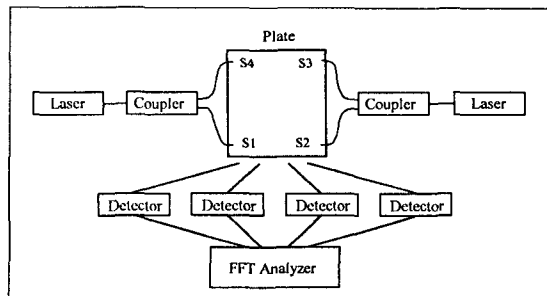 Plate
S4 S3
Laser Coupler Coupler Laser
S1 S2
Detector Detector Detector Detector
FFT Analyzer